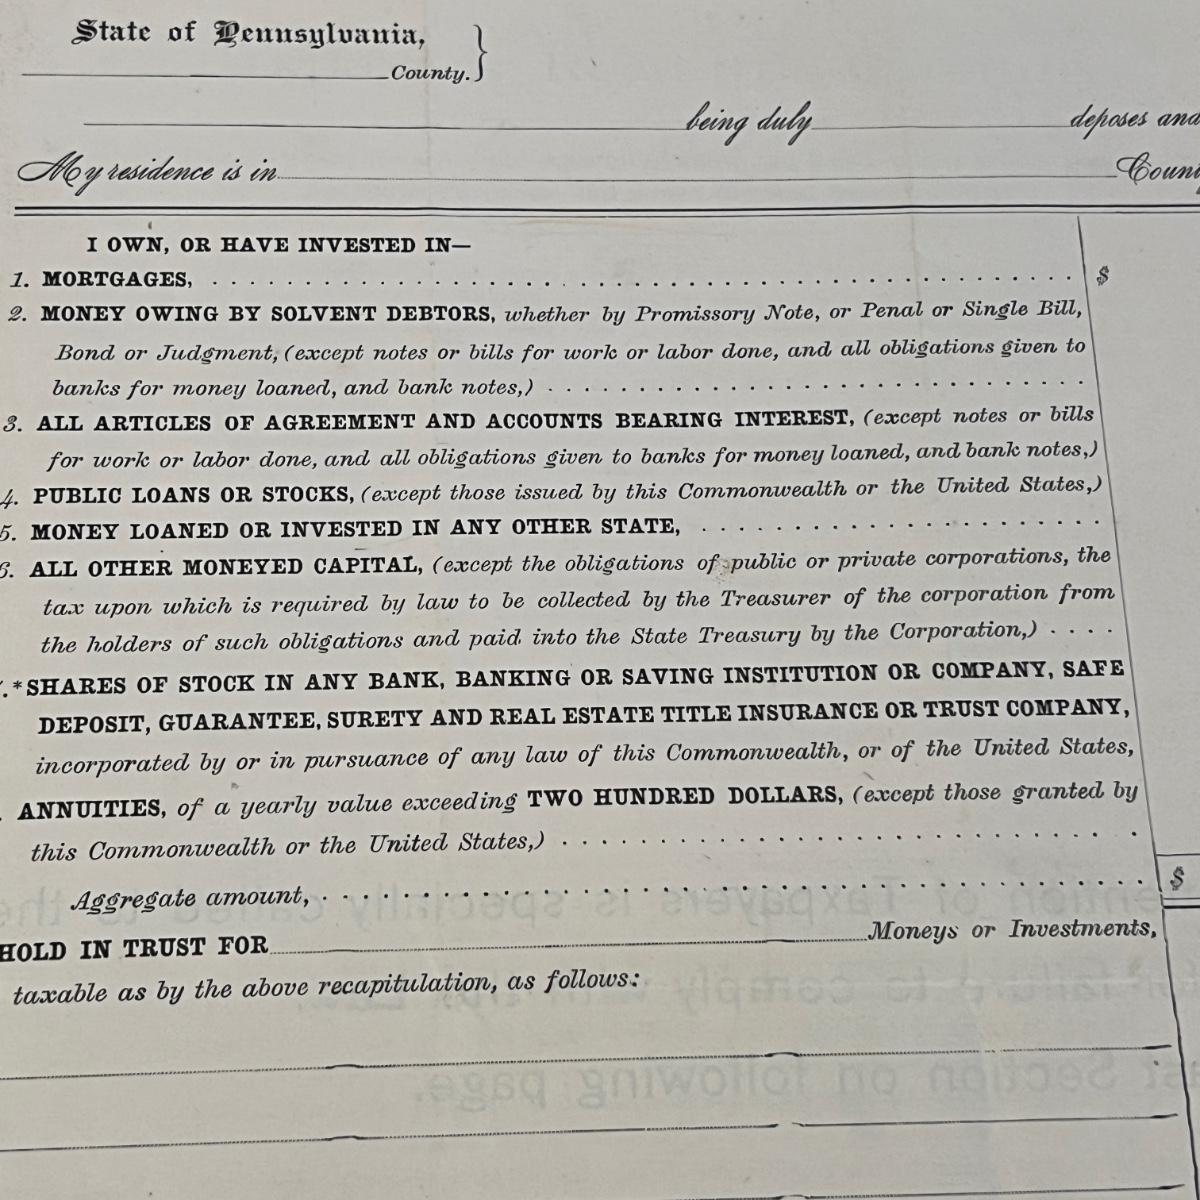 State of Pennsylvania,
County.
being duly deposes and
My residence is in
I OWN, OR HAVE INVESTED IN—
1. MORTGAGES, $
2. MONEY OWING BY SOLVENT DEBTORS, whether by Promissory Note, or Penal or Single Bill,
Bond or Judgment, (except notes or bills for work or labor done, and all obligations given to
banks for money loaned, and bank notes,)
3. ALL ARTICLES OF AGREEMENT AND ACCOUNTS BEARING INTEREST, (except notes or bills
for work or labor done, and all obligations given to banks for money loaned, and bank notes,)
4. PUBLIC LOANS OR STOCKS, (except those issued by this Commonwealth or the United States,)
5. MONEY LOANED OR INVESTED IN ANY OTHER STATE,
6. ALL OTHER MONEYED CAPITAL, (except the obligations of public or private corporations, the
tax upon which is required by law to be collected by the Treasurer of the corporation from
the holders of such obligations and paid into the State Treasury by the Corporation,)
*SHARES OF STOCK IN ANY BANK, BANKING OR SAVING INSTITUTION OR COMPANY, SAFE
DEPOSIT, GUARANTEE, SURETY AND REAL ESTATE TITLE INSURANCE OR TRUST COMPANY,
incorporated by or in pursuance of any law of this Commonwealth, or of the United States,
ANNUITIES, of a yearly value exceeding TWO HUNDRED DOLLARS, (except those granted by
this Commonwealth or the United States,)
Aggregate amount, $
HOLD IN TRUST FOR Moneys or Investments,
taxable as by the above recapitulation, as follows: